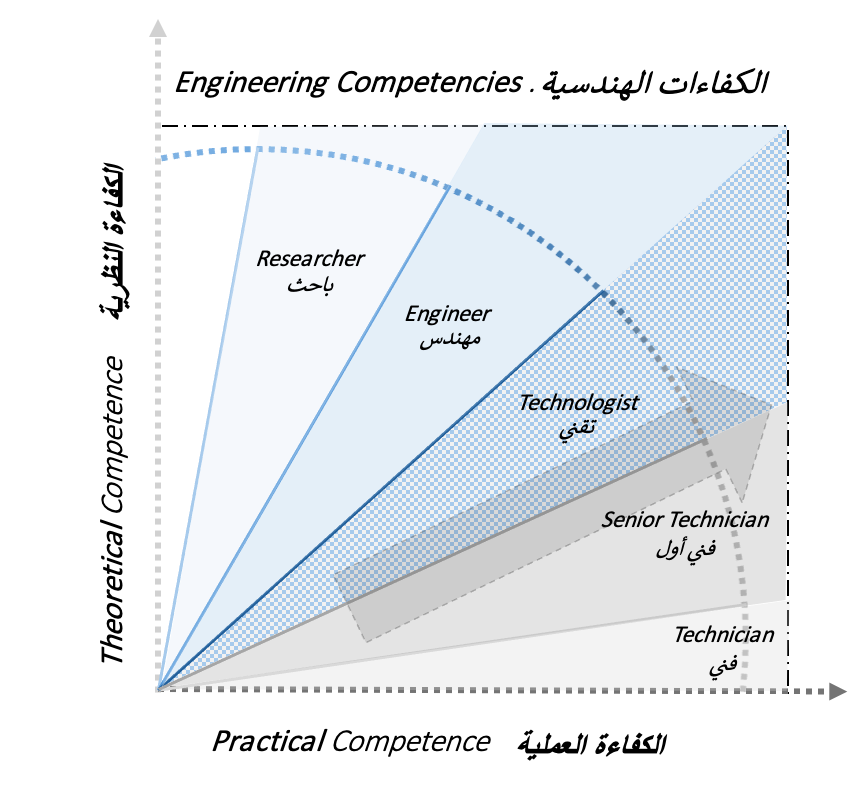 Engineering Competencies . الكفاءات الهندسية
Theoretical Competence الكفاءة النظرية
Researcher
باحث
Engineer
مهندس
Technologist
تقني
Senior Technician
فني أول
Technician
فني
Practical Competence الكفاءة العملية